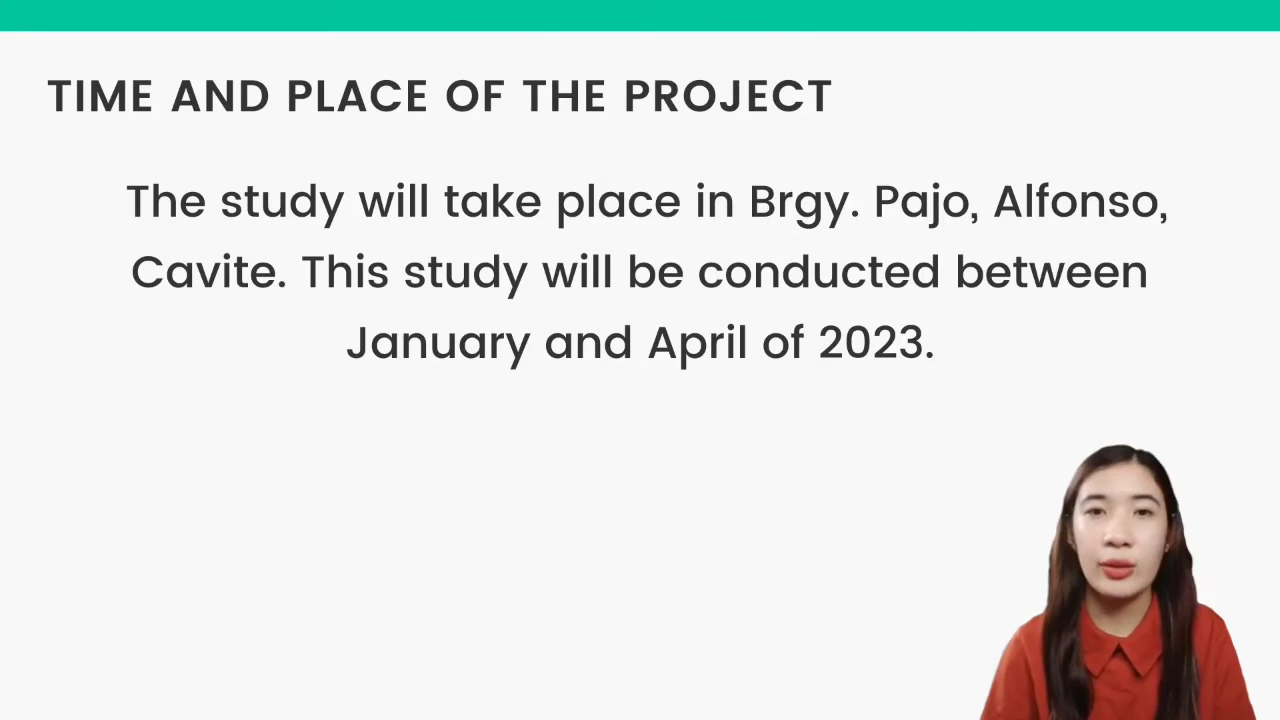 TIME AND PLACE OF THE PROJECT
The study will take place in Brgy. Pajo, Alfonso,
Cavite. This study will be conducted between
January and April of 2023.